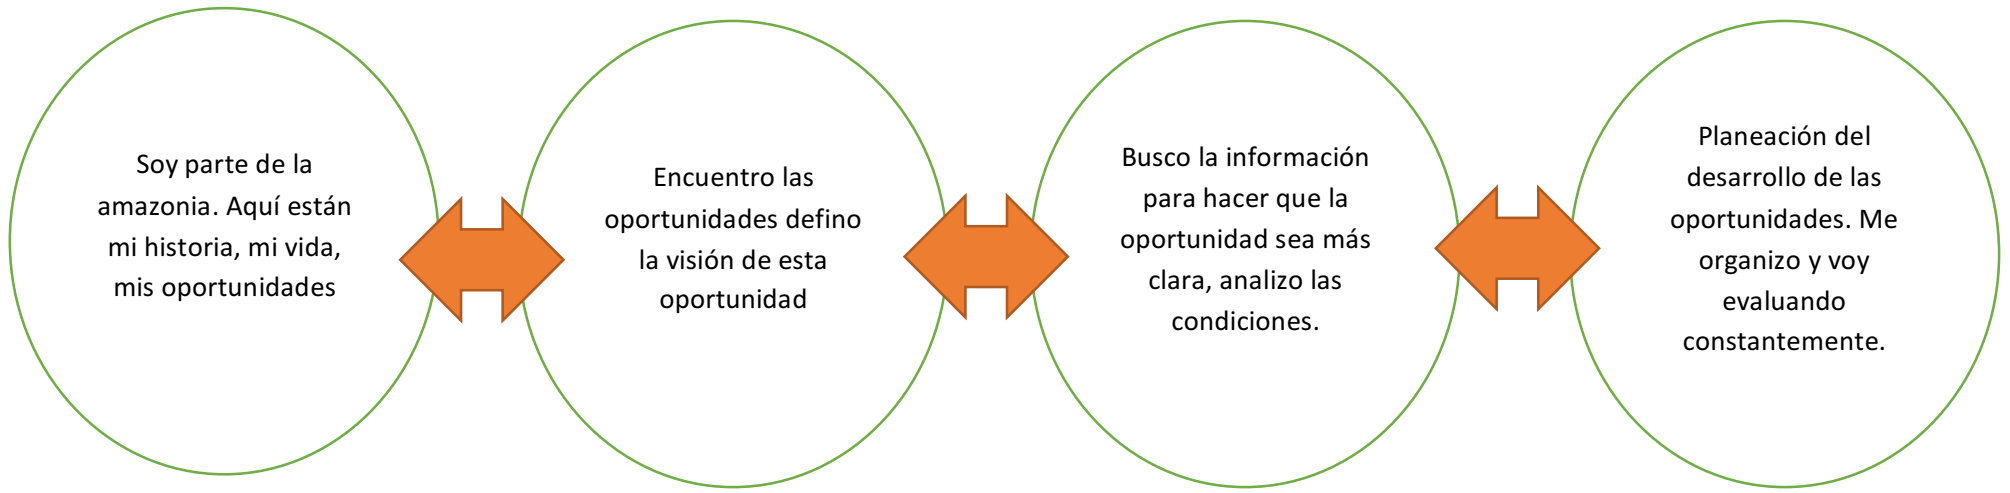 Soy parte de la
amazonia. Aquí están
mi historia, mi vida,
mis oportunidades
Encuentro las
oportunidades defino
la visión de esta
oportunidad
Busco la información
para hacer que la
oportunidad sea más
clara, analizo las
condiciones.
Planeación del
desarrollo de las
oportunidades. Me
organizo y voy
evaluando
constantemente.